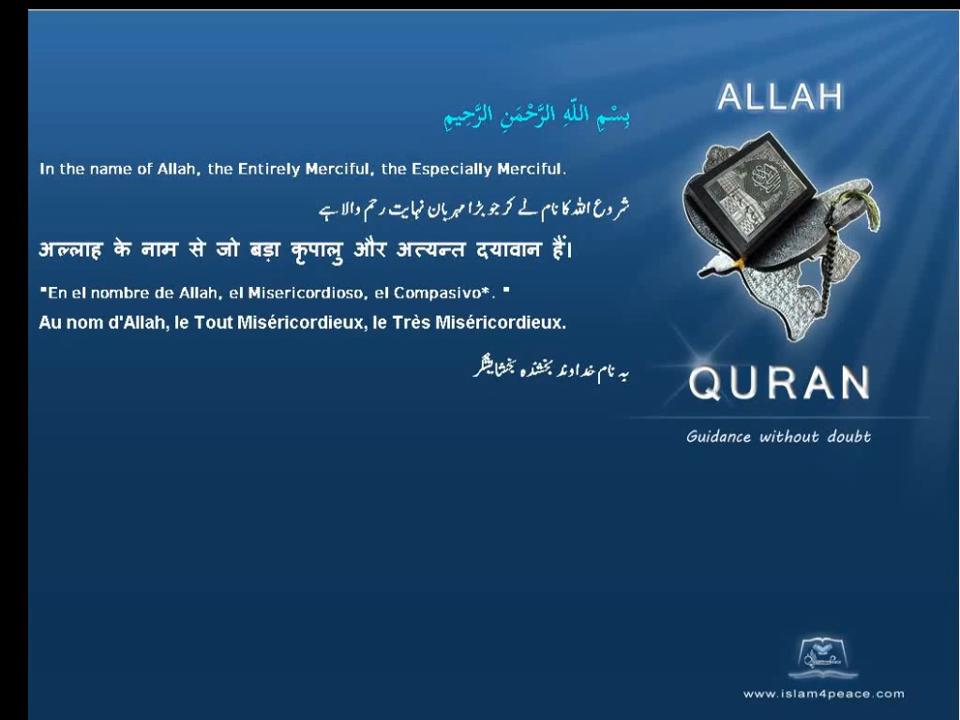 بِسْمِ اللَّهِ الرَّحْمَنِ الرَّحِيمِ
In the name of Allah, the Entirely Merciful, the Especially Merciful.
شروع الله کا نام لے کر جو بڑا مہربان نہایت رحم والا ہے
अल्लाह के नाम से जो बड़ा कृपालु और अत्यन्त दयावान हैं।
"En el nombre de Allah, el Misericordioso, el Compasivo*. "
Au nom d'Allah, le Tout Miséricordieux, le Très Miséricordieux.
به نام خداوند بخشنده بخشایشگر
ALLAH
QURAN
Guidance without doubt
www.islam4peace.com